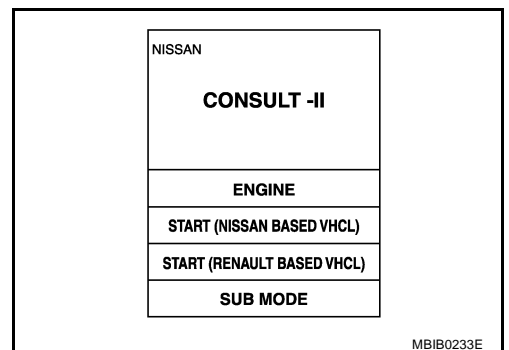 NISSAN
CONSULT -II
ENGINE
START (NISSAN BASED VHCL)
START (RENAULT BASED VHCL)
SUB MODE
MBIB0233E